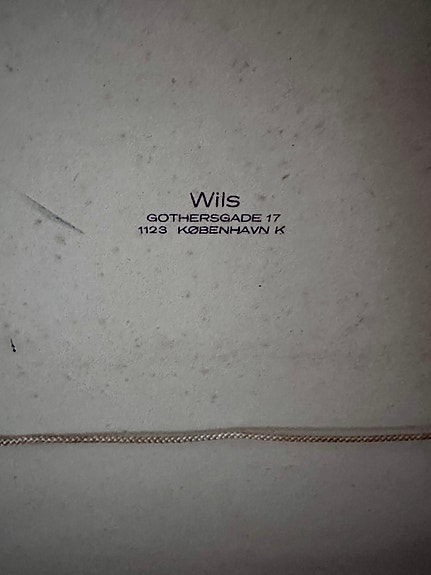 Wils
GOTHERSGADE 17
1123 KØBENHAVN K